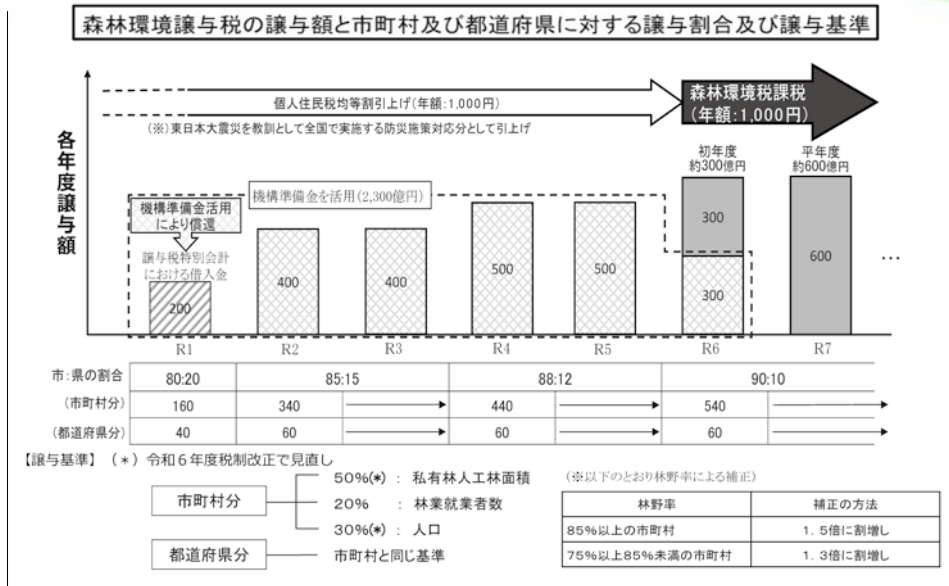 森林環境譲与税の譲与額と市町村及び都道府県に対する譲与割合及び譲与基準
各年度譲与額
個人住民税均等割引上げ(年額:1,000円)
(※)東日本大震災を教訓として全国で実施する防災施策対応分として引上げ
森林環境税課税
(年額:1,000円)
初年度
約300億円
平年度
約600億円
機構準備金を活用(2,300億円)
機構準備金活用
により償還
譲与税特別会計
における借入金
200
400
400
500
500
300
300
600
…
R1 R2 R3 R4 R5 R6 R7
市:県の割合 80:20 85:15 88:12 90:10
(市町村分) 160 340 440 540
(都道府県分) 40 60 60 60
【譲与基準】 (*)令和6年度税制改正で見直し
市町村分
50%(*) : 私有林人工林面積
20% : 林業就業者数
30%(*) : 人口
都道府県分 市町村と同じ基準
(※以下のとおり林野率による補正)
林野率 補正の方法
85%以上の市町村 1.5倍に割増し
75%以上85%未満の市町村 1.3倍に割増し